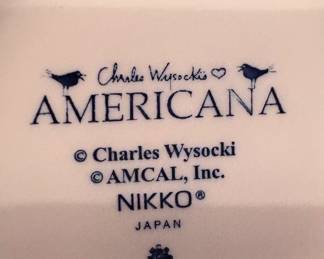 Charles Wysocki's
AMERICANA
© Charles Wysocki
© AMCAL, Inc.
NIKKO®
JAPAN